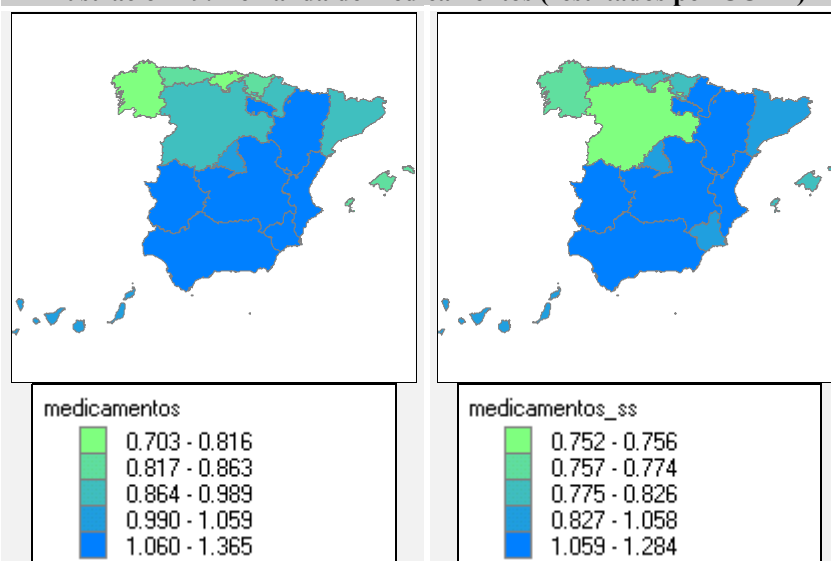 medicamentos
0.703 - 0.816
0.817 - 0.863
0.864 - 0.989
0.990 - 1.059
1.060 - 1.365
medicamentos_ss
0.752 - 0.756
0.757 - 0.774
0.775 - 0.826
0.827 - 1.058
1.059 - 1.284